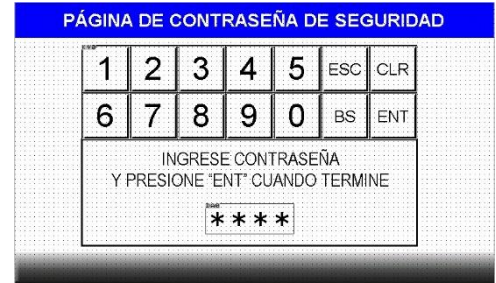 PÁGINA DE CONTRASEÑA DE SEGURIDAD
1 2 3 4 5 ESC CLR
6 7 8 9 0 BS ENT
INGRESE CONTRASEÑA
Y PRESIONE "ENT" CUANDO TERMINE
****